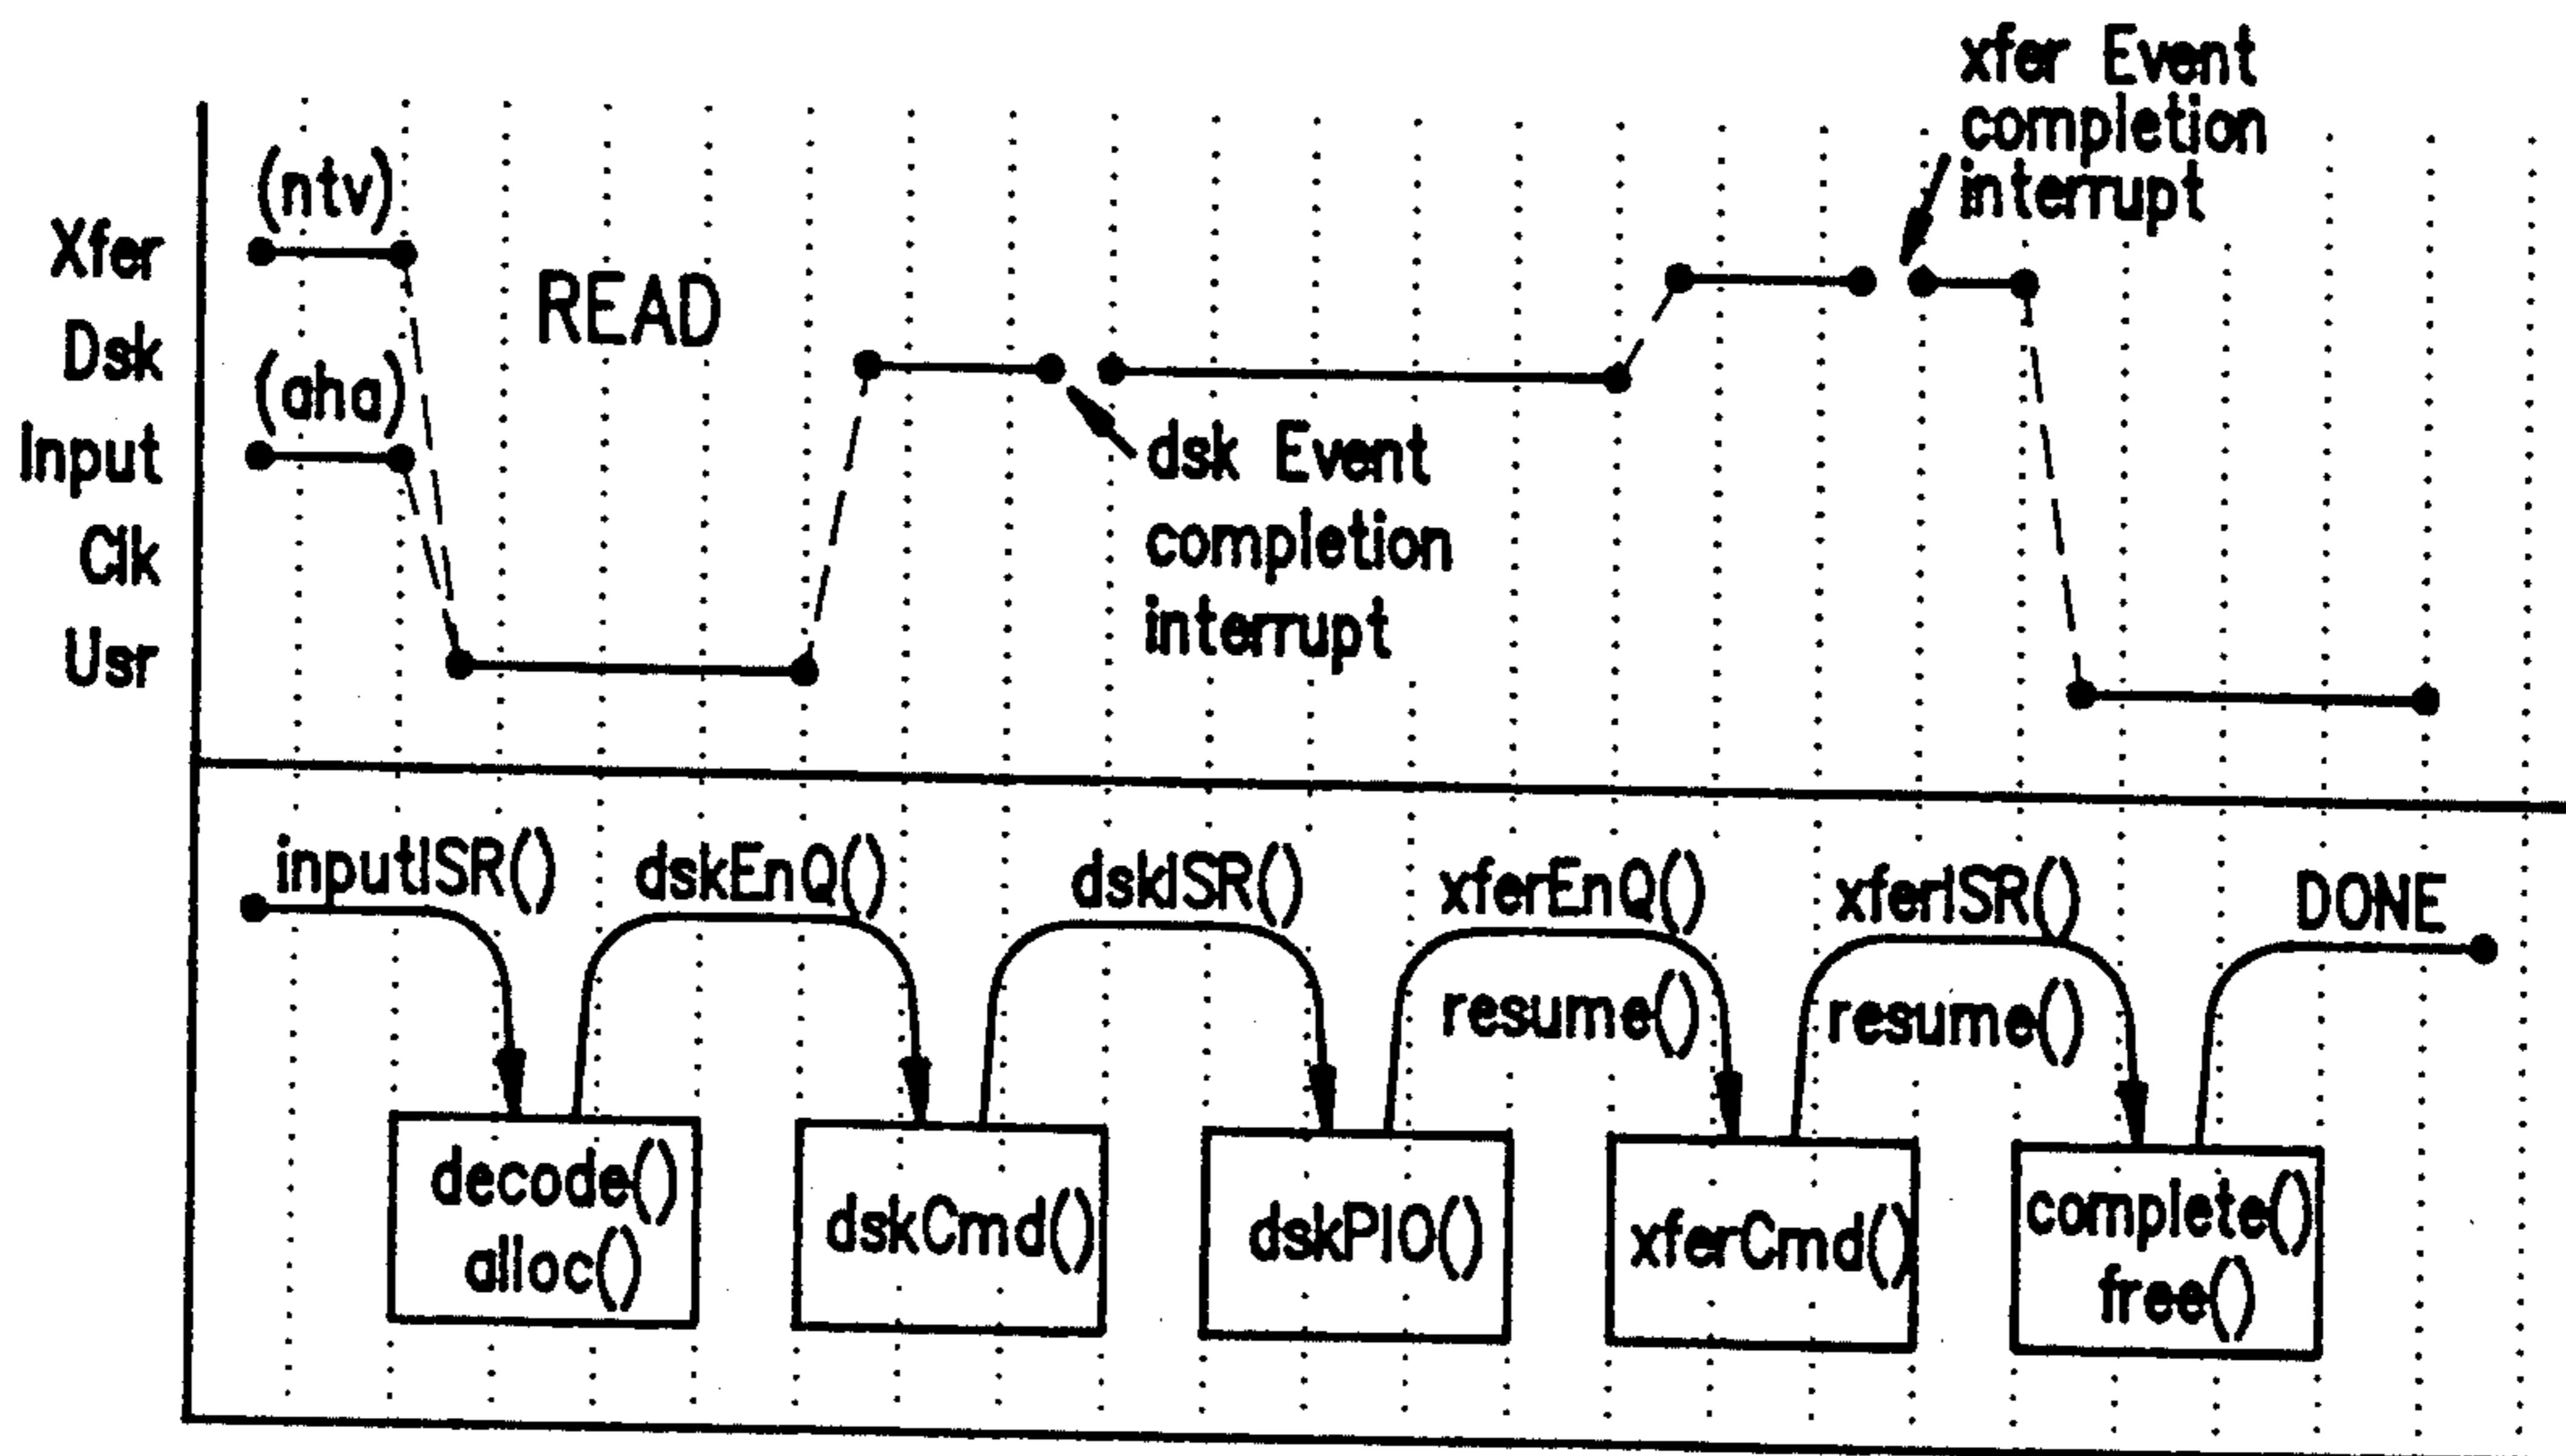 xfer Event
completion
interrupt
(ntv)
Xfer
READ
Dsk
(aha)
Input
dsk Event
completion
interrupt
Clk
Usr
inputISR()
dskEnQ()
dskISR()
xferEnQ()
xferISR()
DONE
resume()
resume()
decode()
alloc()
dskCmd()
dskPIO()
xferCmd()
complete()
free()